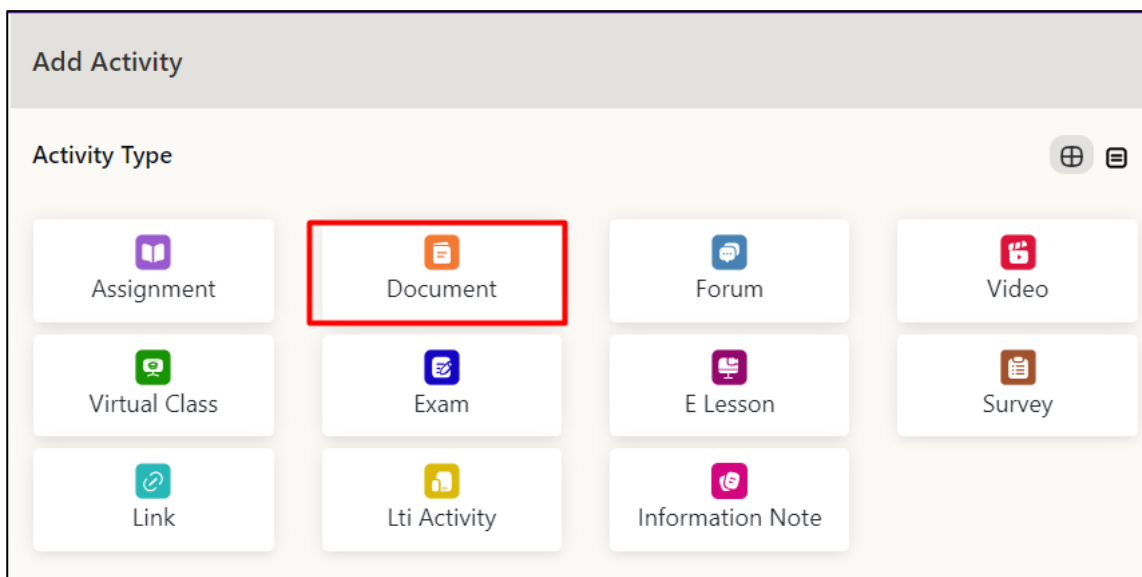 Add Activity
Activity Type
Assignment
Document
Forum
Video
Virtual Class
Exam
E Lesson
Survey
Link
Lti Activity
Information Note